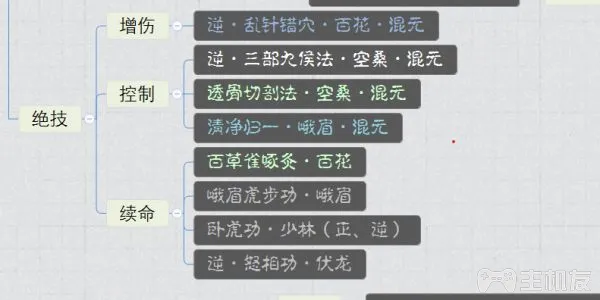 增伤
逆·乱针错穴·百花·混元
逆·三部九侯法·空桑·混元
绝技
控制
透骨切剖法·空桑·混元
清净归一·峨眉·混元
百草雀啄灸·百花
续命
峨眉虎步功·峨眉
卧虎功·少林(正、逆)
逆·怒相功·伏龙
主机友